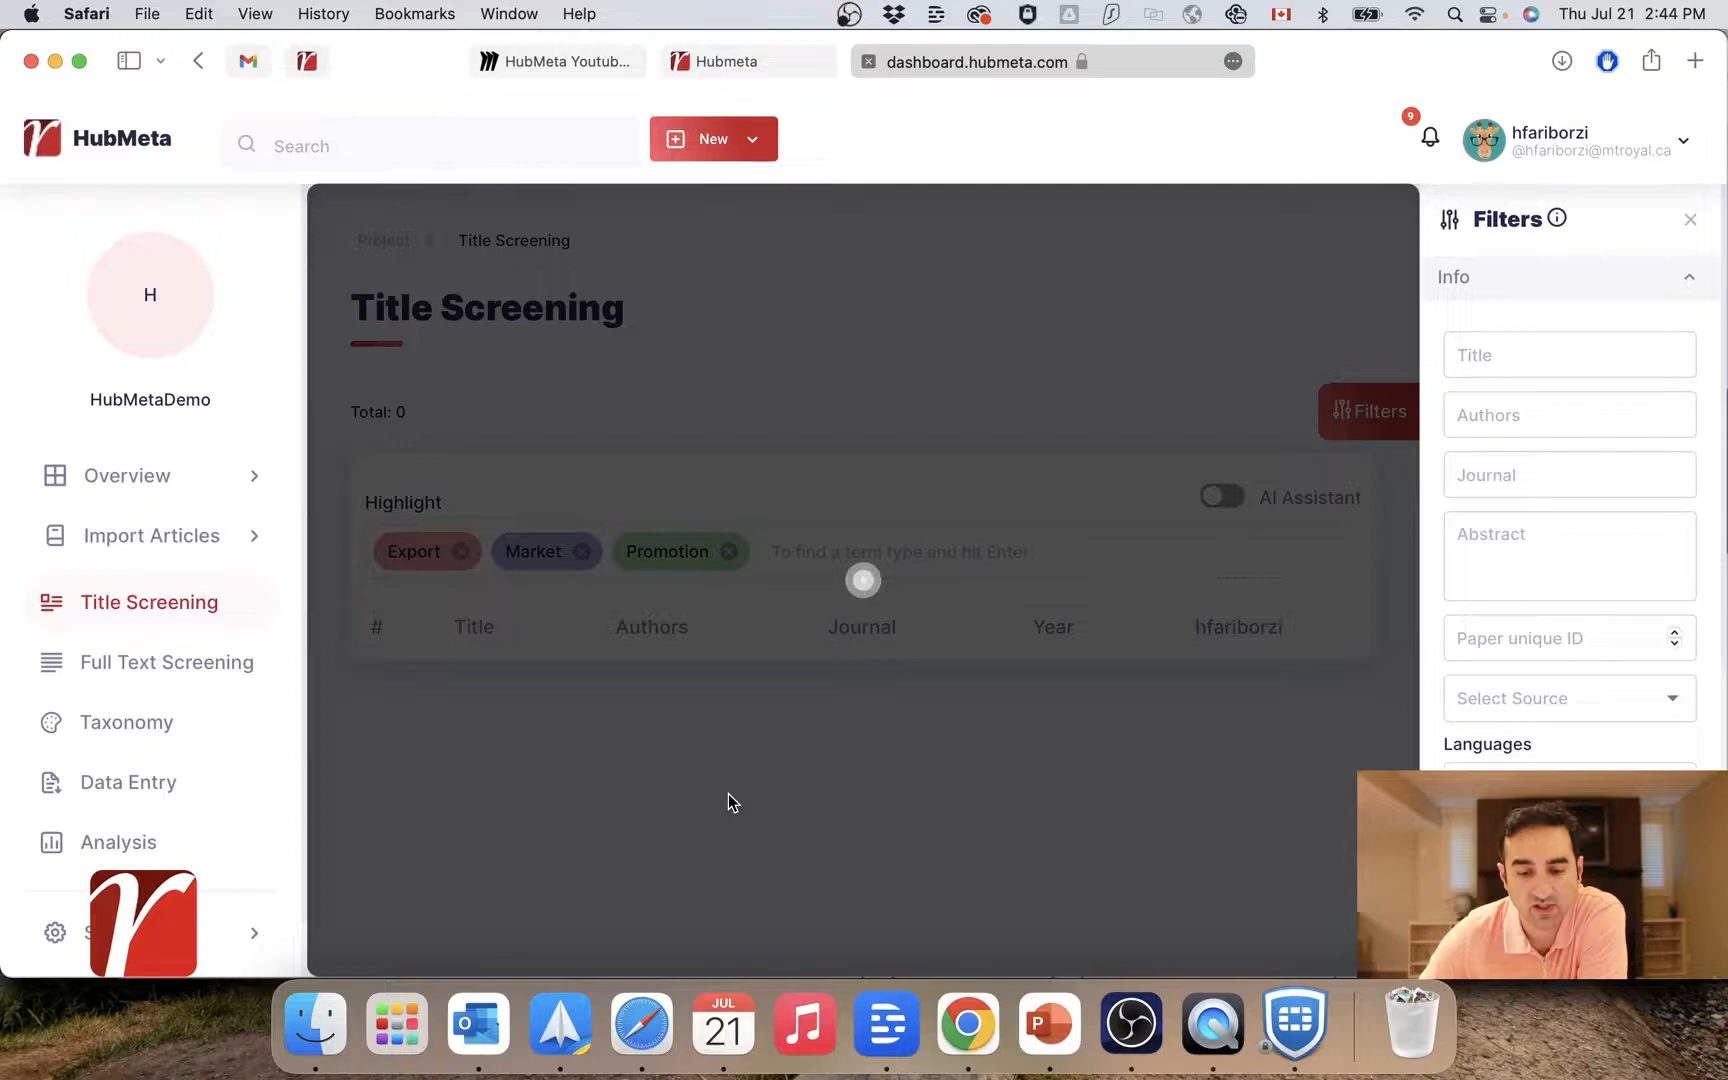 Safari File Edit View History Bookmarks Window Help
Thu Jul 21 2:44 PM
HubMeta Youtub...
Hubmeta
dashboard.hubmeta.com
HubMeta
Search
New
9
hfariborzi
@hfariborzi@mtroyal.ca
H
HubMetaDemo
Overview
Import Articles
Title Screening
Full Text Screening
Taxonomy
Data Entry
Analysis
Project
Title Screening
Title Screening
Total: 0
Filters
Highlight
AI Assistant
Export
Market
Promotion
To find a term type and hit Enter
# Title Authors Journal Year hfariborzi
Filters
Info
Title
Authors
Journal
Abstract
Paper unique ID
Select Source
Languages
JUL
21